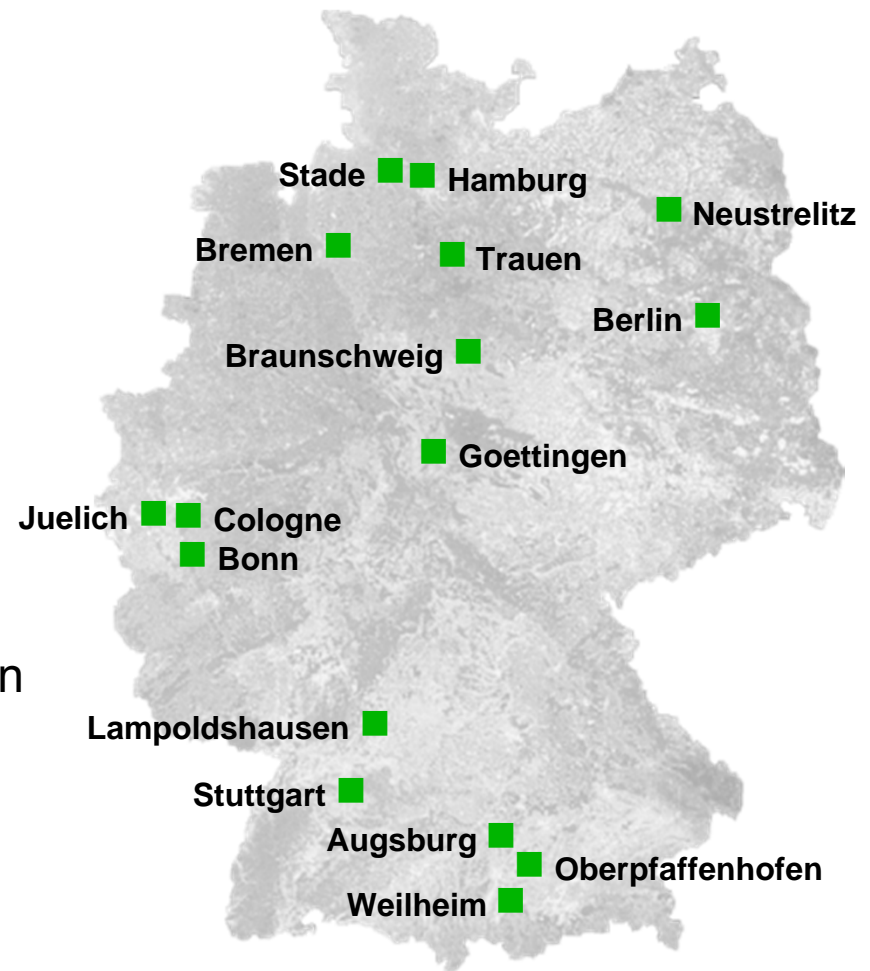 Stade
Hamburg
Neustrelitz
Bremen
Trauen
Berlin
Braunschweig
Goettingen
Juelich
Cologne
Bonn
n
Lampoldshausen
Stuttgart
Augsburg
Oberpfaffenhofen
Weilheim